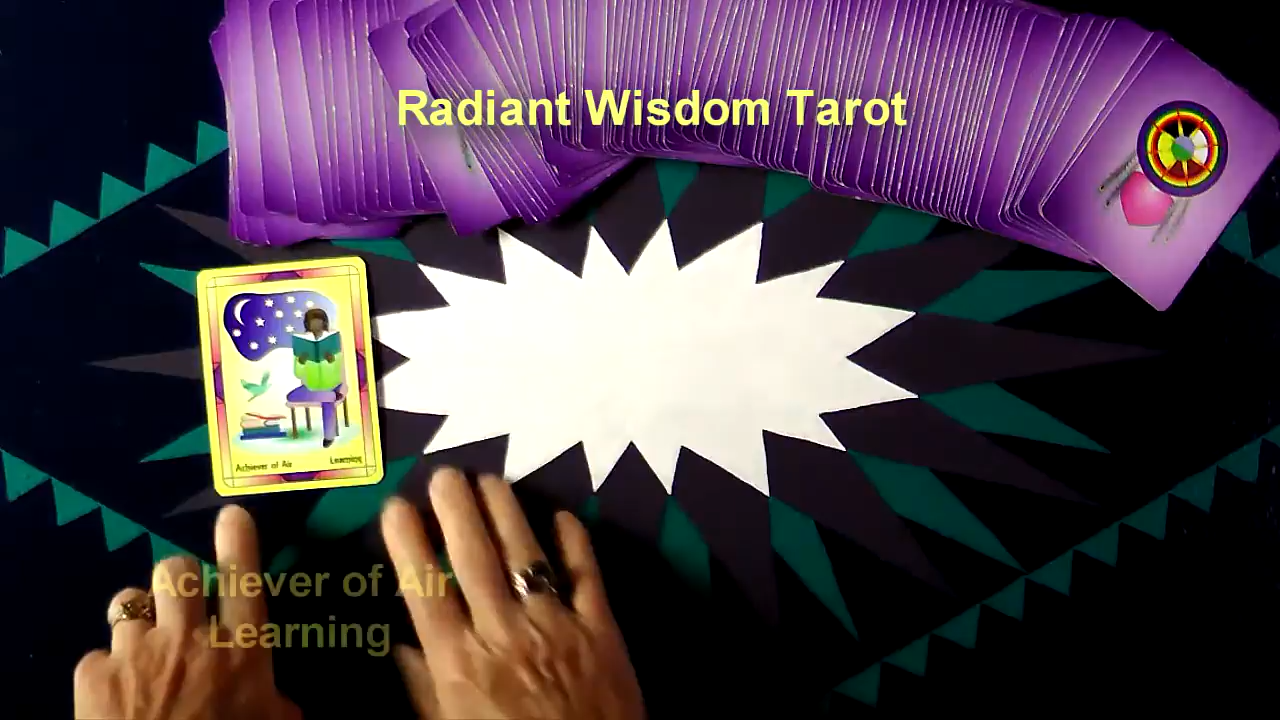 Radiant Wisdom Tarot
Achiever of Air Learning
Achiever of Air
Learning